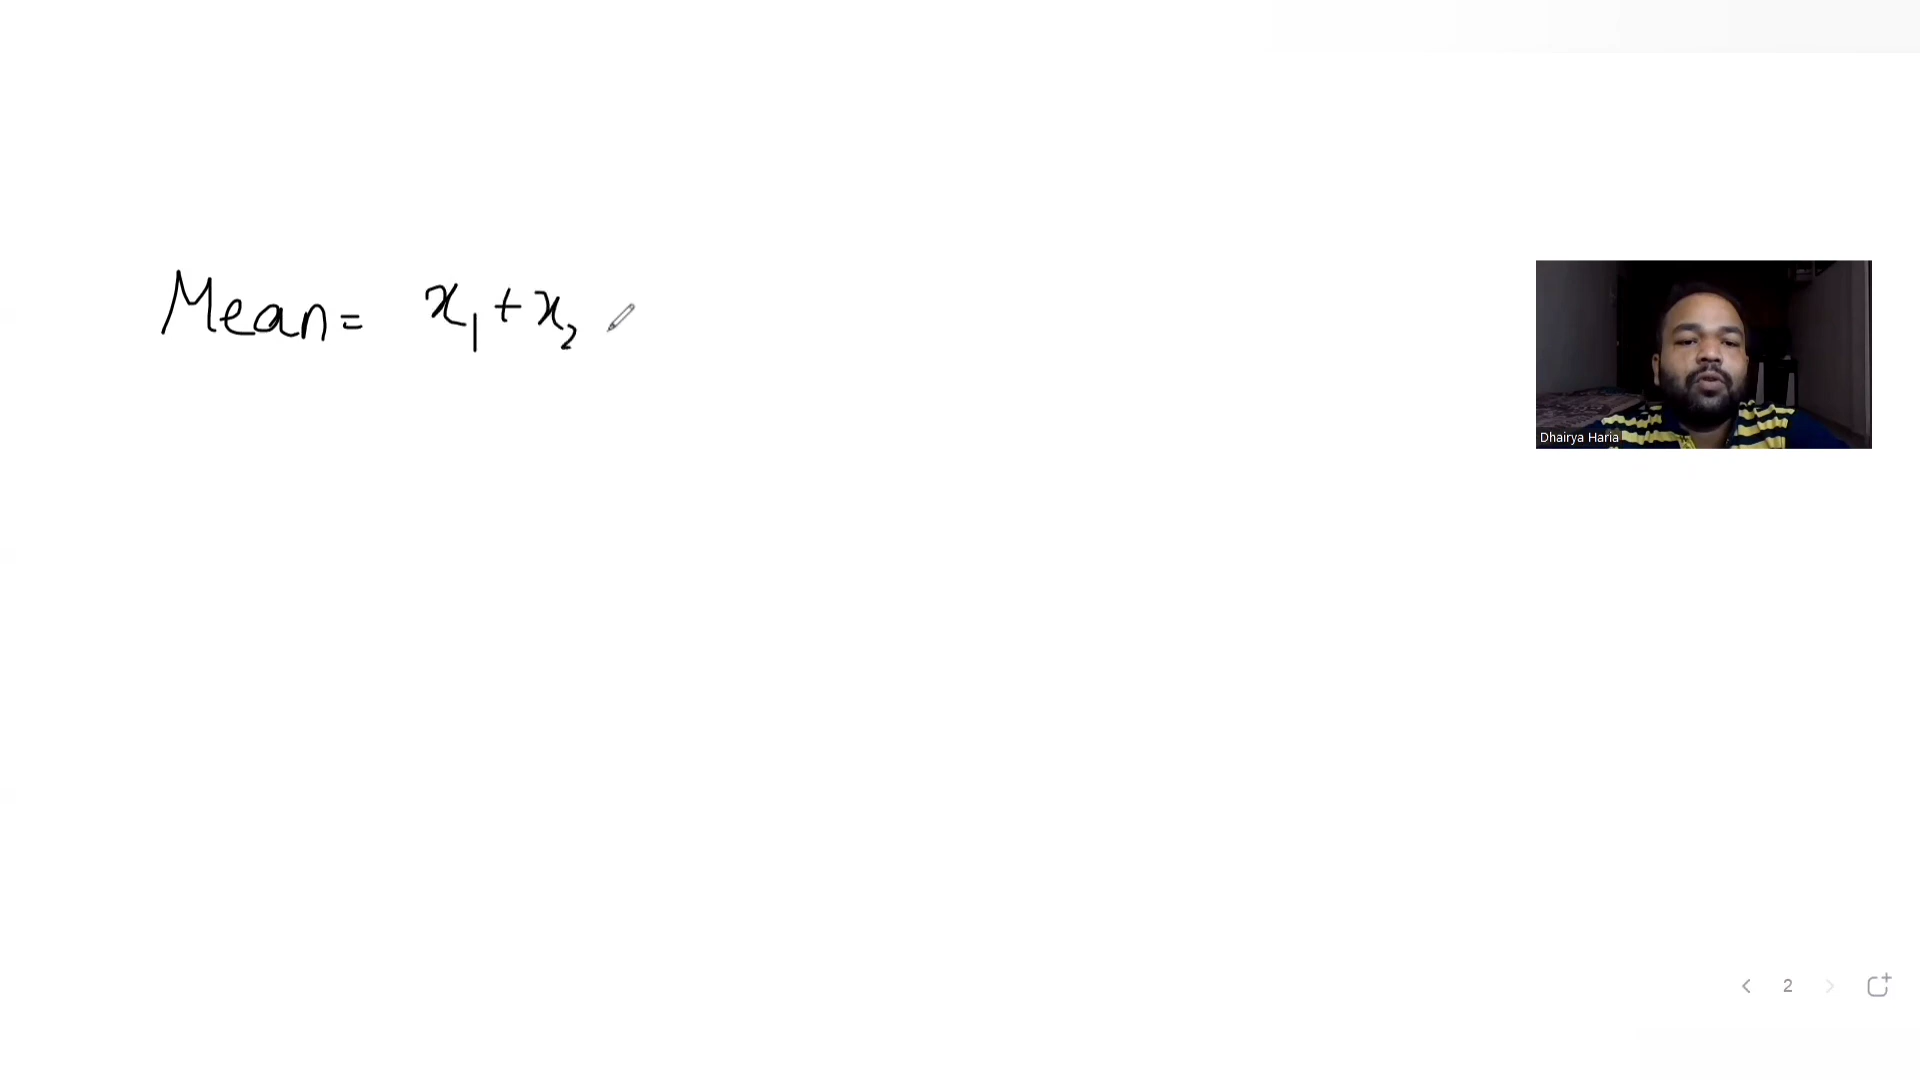 Mean = x₁ + x₂
Dhairya Haria
2